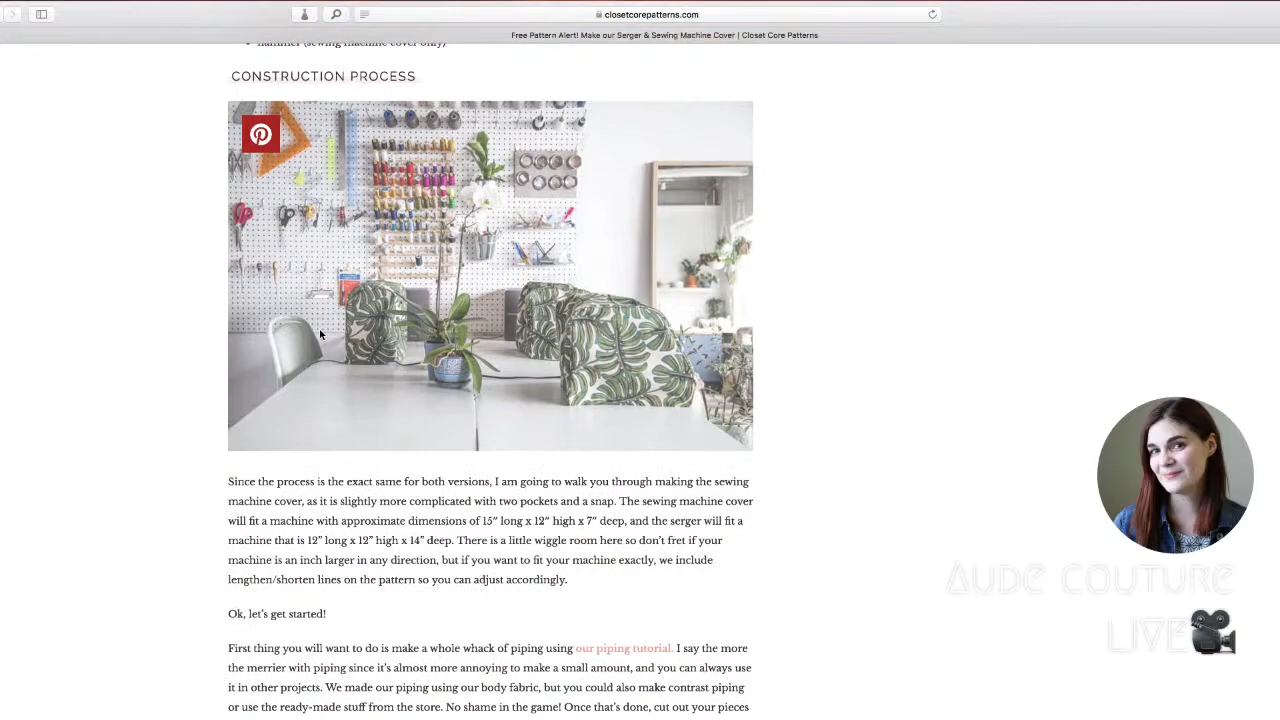 closetcorepatterns.com
Free Pattern Alert! Make our Serger & Sewing Machine Cover | Closet Core Patterns
hammer (sewing machine cover only)
CONSTRUCTION PROCESS
Since the process is the exact same for both versions, I am going to walk you through making the sewing
machine cover, as it is slightly more complicated with two pockets and a snap. The sewing machine cover
will fit a machine with approximate dimensions of 15″ long x 12″ high x 7″ deep, and the serger will fit a
machine that is 12” long x 12” high x 14” deep. There is a little wiggle room here so don’t fret if your
machine is an inch larger in any direction, but if you want to fit your machine exactly, we include
lengthen/shorten lines on the pattern so you can adjust accordingly.
Ok, let’s get started!
First thing you will want to do is make a whole whack of piping using our piping tutorial. I say the more
the merrier with piping since it’s almost more annoying to make a small amount, and you can always use
it in other projects. We made our piping using our body fabric, but you could also make contrast piping
or use the ready-made stuff from the store. No shame in the game! Once that’s done, cut out your pieces
AUDE COUTURE
LIVE